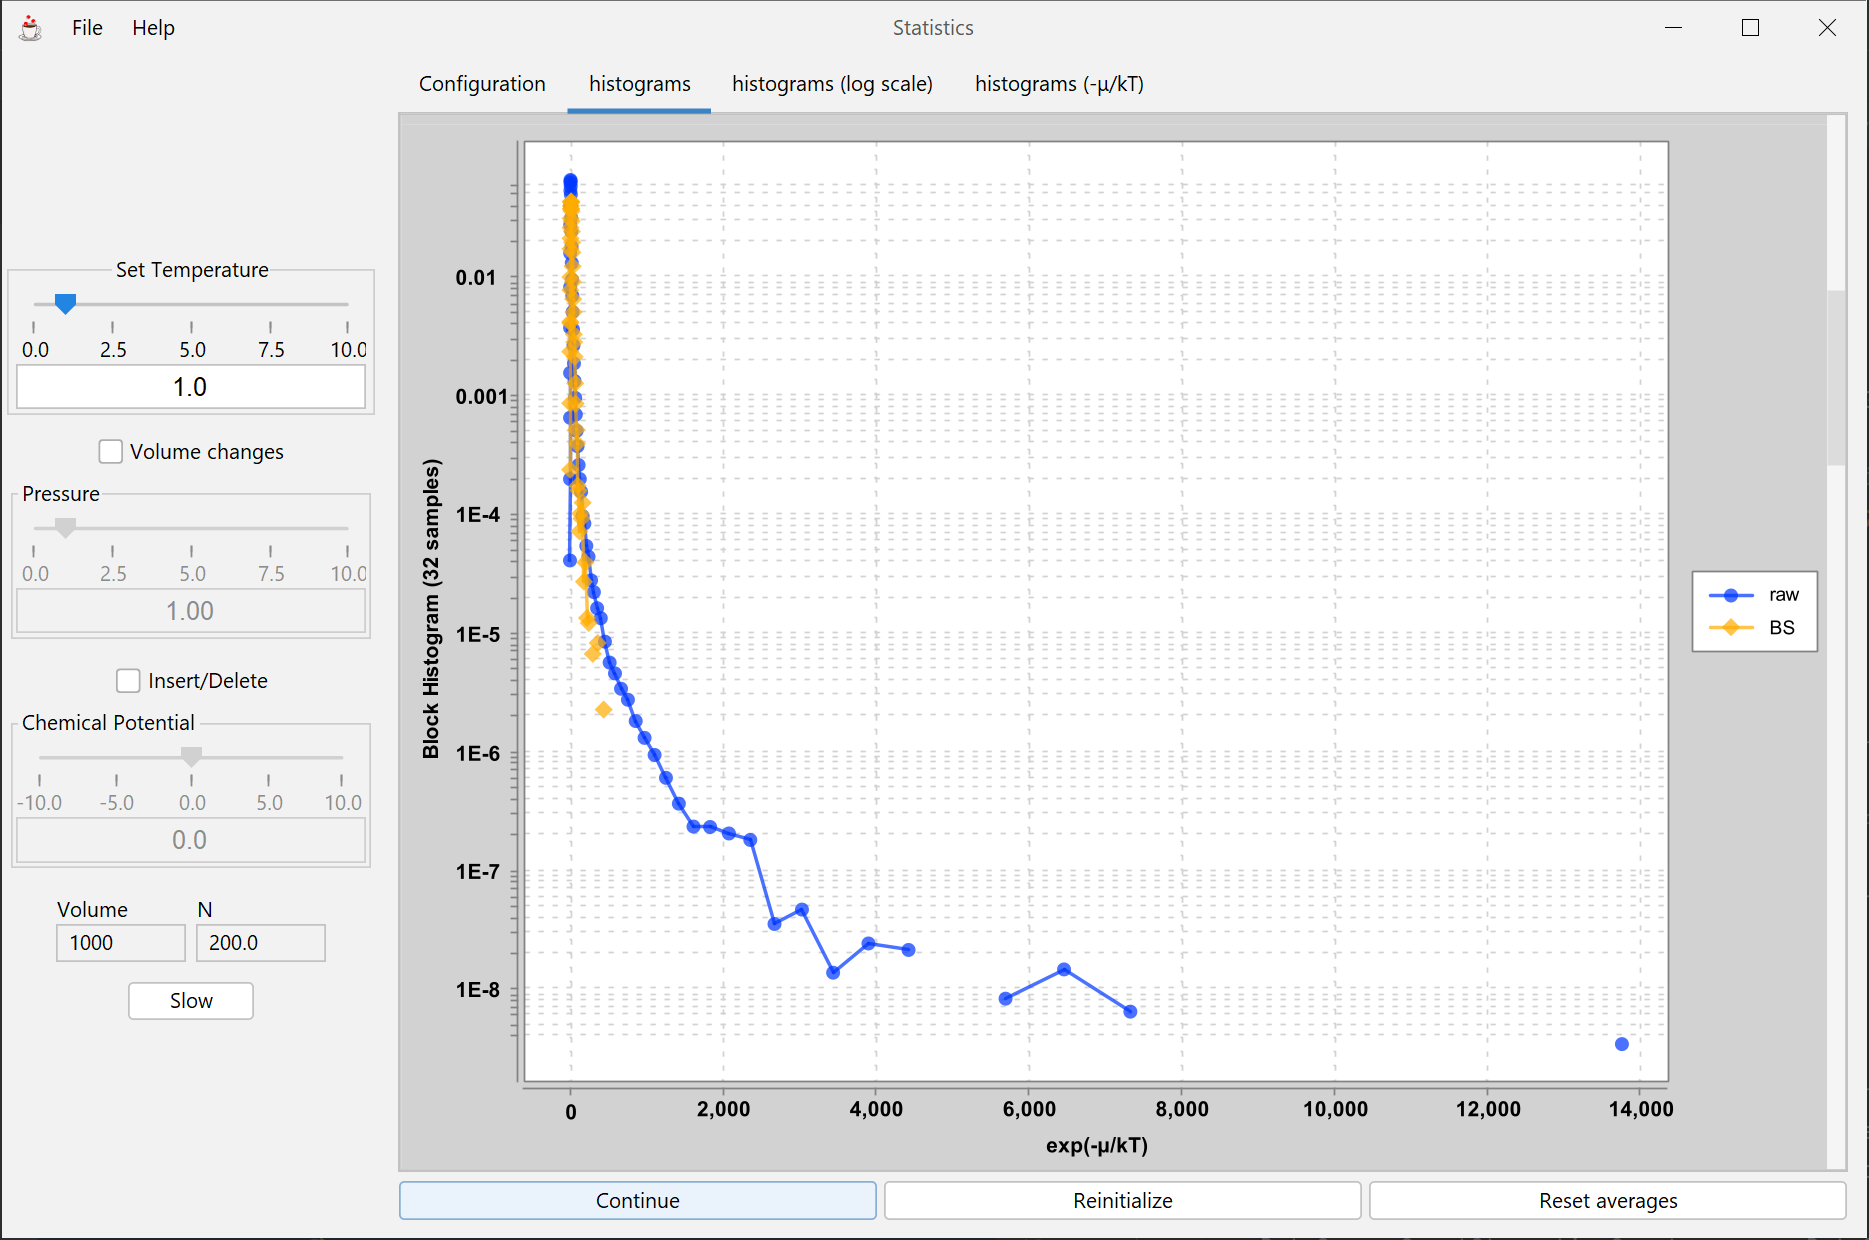 File
Help
Statistics
Configuration
histograms
histograms (log scale)
histograms (-μ/kT)
Set Temperature
0.0 2.5 5.0 7.5 10.0
1.0
Volume changes
Pressure
0.0 2.5 5.0 7.5 10.0
1.00
Insert/Delete
Chemical Potential
-10.0 -5.0 0.0 5.0 10.0
0.0
Volume N
1000 200.0
Slow
Block Histogram (32 samples)
0.01
0.001
1E-4
1E-5
1E-6
1E-7
1E-8
0 2,000 4,000 6,000 8,000 10,000 12,000 14,000
exp(-μ/kT)
raw
BS
Continue
Reinitialize
Reset averages